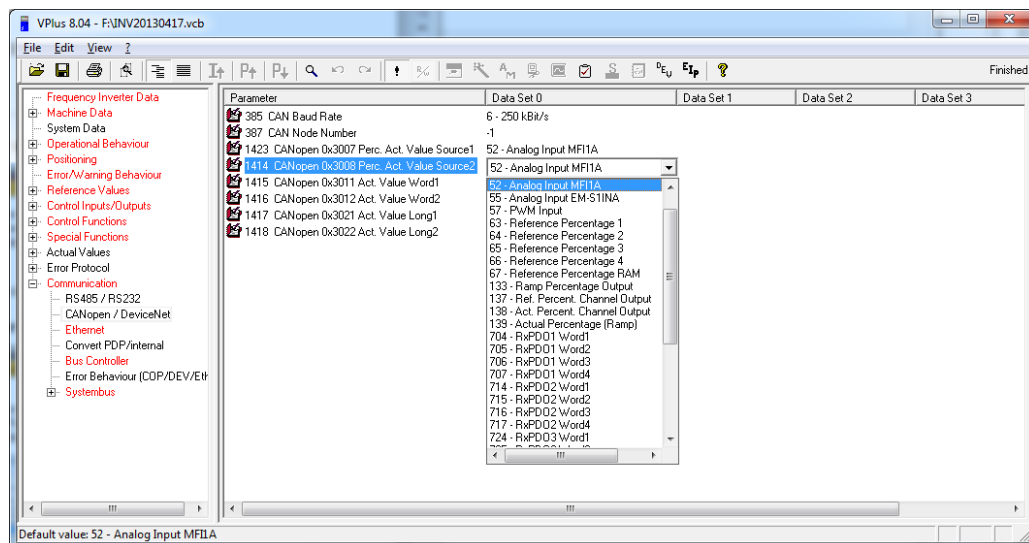 VPlus 8.04 - F:\INV20130417.vcb
File Edit View ?
Finished
Frequency Inverter Data
Machine Data
System Data
Operational Behaviour
Positioning
Error/Warning Behaviour
Reference Values
Control Inputs/Outputs
Control Functions
Special Functions
Actual Values
Error Protocol
Communication
RS485 / RS232
CANopen / DeviceNet
Ethernet
Convert PDP/internal
Bus Controller
Error Behaviour (COP/DEV/Eth
Systembus
Parameter Data Set 0 Data Set 1 Data Set 2 Data Set 3
385 CAN Baud Rate 6 - 250 kBit/s
387 CAN Node Number -1
1423 CANopen 0x3007 Perc. Act. Value Source1 52 - Analog Input MFI1A
1414 CANopen 0x3008 Perc. Act. Value Source2 52 - Analog Input MFI1A
1415 CANopen 0x3011 Act. Value Word1
1416 CANopen 0x3012 Act. Value Word2
1417 CANopen 0x3021 Act. Value Long1
1418 CANopen 0x3022 Act. Value Long2
52 - Analog Input MFI1A
55 - Analog Input EM-S1INA
57 - PWM Input
63 - Reference Percentage 1
64 - Reference Percentage 2
65 - Reference Percentage 3
66 - Reference Percentage 4
67 - Reference Percentage RAM
133 - Ramp Percentage Output
137 - Ref. Percent. Channel Output
138 - Act. Percent. Channel Output
139 - Actual Percentage (Ramp)
704 - RxPDO1 Word1
705 - RxPDO1 Word2
706 - RxPDO1 Word3
707 - RxPDO1 Word4
714 - RxPDO2 Word1
715 - RxPDO2 Word2
716 - RxPDO2 Word3
717 - RxPDO2 Word4
724 - RxPDO3 Word1
Default value: 52 - Analog Input MFI1A